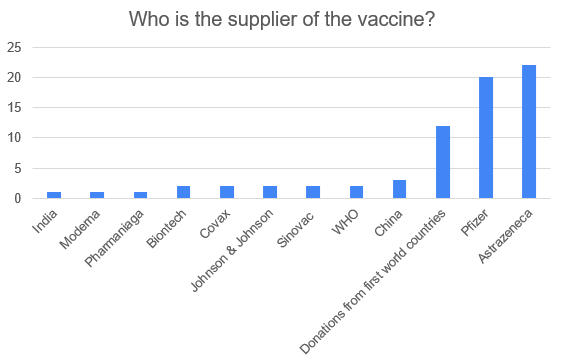 Who is the supplier of the vaccine?
25
20
15
10
5
0
India
Moderna
Pharmaniaga
Biontech
Covax
Johnson & Johnson
Sinovac
WHO
China
Donations from first world countries
Pfizer
Astrazeneca